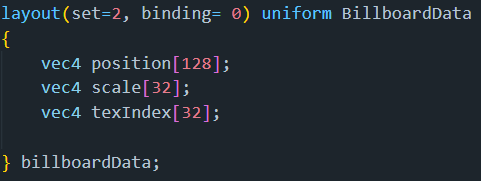 layout(set=2, binding= 0) uniform BillboardData
{
    vec4 position[128];
    vec4 scale[32];
    vec4 texIndex[32];

} billboardData;